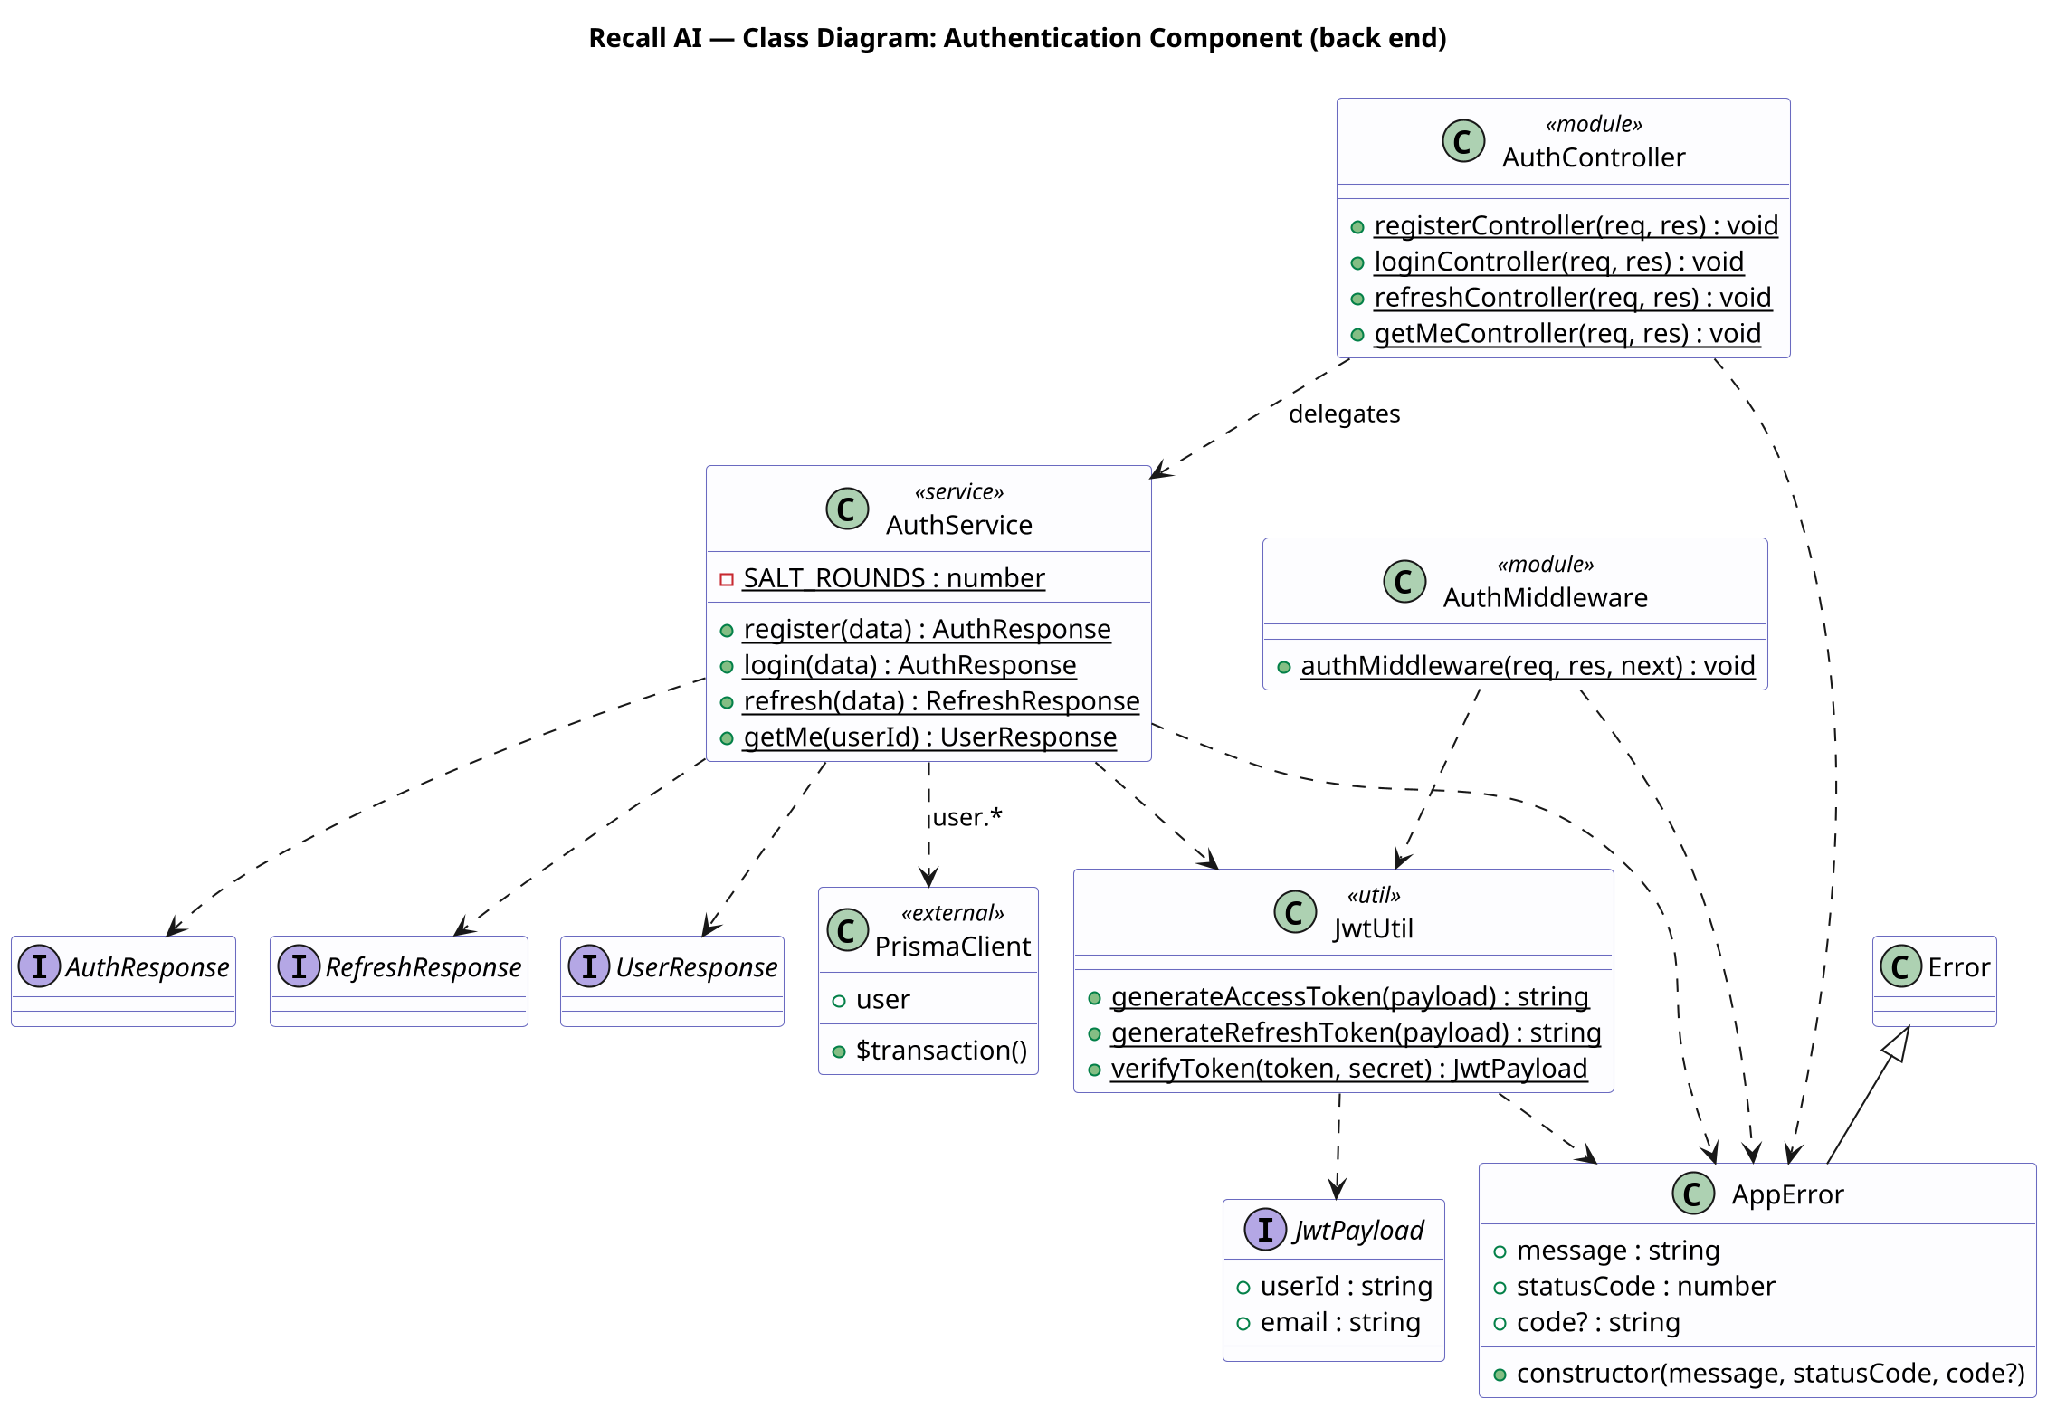 Recall AI — Class Diagram: Authentication Component (back end)
C
«module»
AuthController
registerController(req, res) : void
loginController(req, res) : void
refreshController(req, res) : void
getMeController(req, res) : void
delegates
C
«service»
AuthService
SALT_ROUNDS : number
register(data) : AuthResponse
login(data) : AuthResponse
refresh(data) : RefreshResponse
getMe(userId) : UserResponse
C
«module»
AuthMiddleware
authMiddleware(req, res, next) : void
user.*
I AuthResponse
I RefreshResponse
I UserResponse
C
«external»
PrismaClient
user
$transaction()
C
«util»
JwtUtil
generateAccessToken(payload) : string
generateRefreshToken(payload) : string
verifyToken(token, secret) : JwtPayload
C Error
I JwtPayload
userId : string
email : string
C AppError
message : string
statusCode : number
code? : string
constructor(message, statusCode, code?)